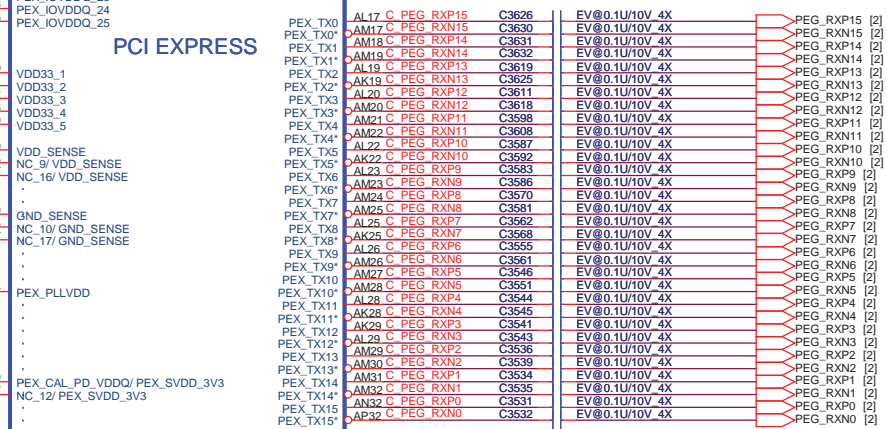 PEX_IOVDDQ_24
PEX_IOVDDQ_25
PCI EXPRESS
VDD33_1
VDD33_2
VDD33_3
VDD33_4
VDD33_5
VDD_SENSE
NC_9/ VDD_SENSE
NC_16/ VDD_SENSE
GND_SENSE
NC_10/ GND_SENSE
NC_17/ GND_SENSE
PEX_PLLVDD
PEX_CAL_PD_VDDQ/ PEX_SVDD_3V3
NC_12/ PEX_SVDD_3V3
PEX_TX0 AL17 C_PEG_RXP15 C3626 EV@0.1U/10V_4X PEG_RXP15 [2]
PEX_TX0* AM17 C_PEG_RXN15 C3630 EV@0.1U/10V_4X PEG_RXN15 [2]
PEX_TX1 AM18 C_PEG_RXP14 C3631 EV@0.1U/10V_4X PEG_RXP14 [2]
PEX_TX1* AM19 C_PEG_RXN14 C3632 EV@0.1U/10V_4X PEG_RXN14 [2]
PEX_TX2 AL19 C_PEG_RXP13 C3619 EV@0.1U/10V_4X PEG_RXP13 [2]
PEX_TX2* AK19 C_PEG_RXN13 C3625 EV@0.1U/10V_4X PEG_RXN13 [2]
PEX_TX3 AL20 C_PEG_RXP12 C3611 EV@0.1U/10V_4X PEG_RXP12 [2]
PEX_TX3* AM20 C_PEG_RXN12 C3618 EV@0.1U/10V_4X PEG_RXN12 [2]
PEX_TX4 AM21 C_PEG_RXP11 C3598 EV@0.1U/10V_4X PEG_RXP11 [2]
PEX_TX4* AM22 C_PEG_RXN11 C3608 EV@0.1U/10V_4X PEG_RXN11 [2]
PEX_TX5 AL22 C_PEG_RXP10 C3587 EV@0.1U/10V_4X PEG_RXP10 [2]
PEX_TX5* AK22 C_PEG_RXN10 C3592 EV@0.1U/10V_4X PEG_RXN10 [2]
PEX_TX6 AL23 C_PEG_RXP9 C3583 EV@0.1U/10V_4X PEG_RXP9 [2]
PEX_TX6* AM23 C_PEG_RXN9 C3586 EV@0.1U/10V_4X PEG_RXN9 [2]
PEX_TX7 AM24 C_PEG_RXP8 C3570 EV@0.1U/10V_4X PEG_RXP8 [2]
PEX_TX7* AM25 C_PEG_RXN8 C3581 EV@0.1U/10V_4X PEG_RXN8 [2]
PEX_TX8 AL25 C_PEG_RXP7 C3562 EV@0.1U/10V_4X PEG_RXP7 [2]
PEX_TX8* AK25 C_PEG_RXN7 C3568 EV@0.1U/10V_4X PEG_RXN7 [2]
PEX_TX9 AL26 C_PEG_RXP6 C3555 EV@0.1U/10V_4X PEG_RXP6 [2]
PEX_TX9* AM26 C_PEG_RXN6 C3561 EV@0.1U/10V_4X PEG_RXN6 [2]
PEX_TX10 AM27 C_PEG_RXP5 C3546 EV@0.1U/10V_4X PEG_RXP5 [2]
PEX_TX10* AM28 C_PEG_RXN5 C3551 EV@0.1U/10V_4X PEG_RXN5 [2]
PEX_TX11 AL28 C_PEG_RXP4 C3544 EV@0.1U/10V_4X PEG_RXP4 [2]
PEX_TX11* AK28 C_PEG_RXN4 C3545 EV@0.1U/10V_4X PEG_RXN4 [2]
PEX_TX12 AK29 C_PEG_RXP3 C3541 EV@0.1U/10V_4X PEG_RXP3 [2]
PEX_TX12* AL29 C_PEG_RXN3 C3543 EV@0.1U/10V_4X PEG_RXN3 [2]
PEX_TX13 AM29 C_PEG_RXP2 C3536 EV@0.1U/10V_4X PEG_RXP2 [2]
PEX_TX13* AM30 C_PEG_RXN2 C3539 EV@0.1U/10V_4X PEG_RXN2 [2]
PEX_TX14 AM31 C_PEG_RXP1 C3534 EV@0.1U/10V_4X PEG_RXP1 [2]
PEX_TX14* AM32 C_PEG_RXN1 C3535 EV@0.1U/10V_4X PEG_RXN1 [2]
PEX_TX15 AN32 C_PEG_RXP0 C3531 EV@0.1U/10V_4X PEG_RXP0 [2]
PEX_TX15* AP32 C_PEG_RXN0 C3532 EV@0.1U/10V_4X PEG_RXN0 [2]